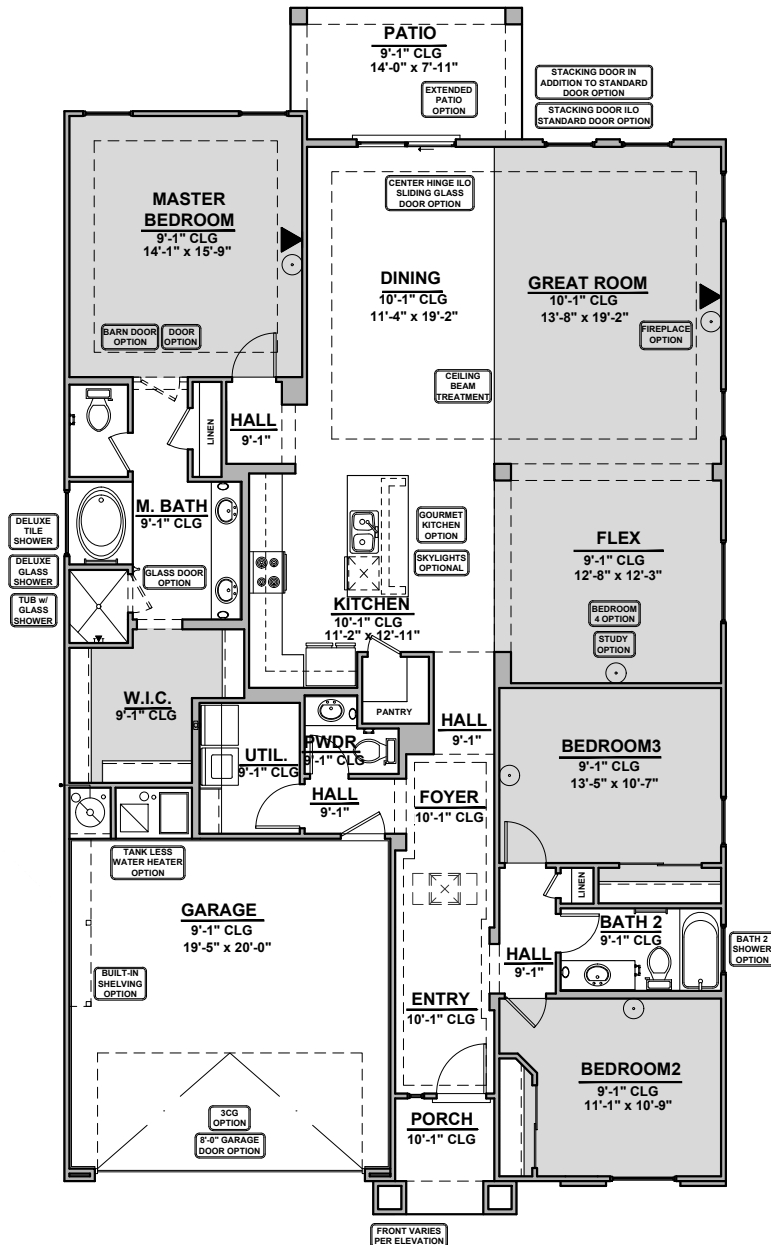 PATIO
9'-1" CLG
14'-0" x 7'-11"
EXTENDED
PATIO
OPTION
STACKING DOOR IN
ADDITION TO STANDARD
DOOR OPTION
STACKING DOOR ILO
STANDARD DOOR OPTION
MASTER
BEDROOM
9'-1" CLG
14'-1" x 15'-9"
BARN DOOR
OPTION
DOOR
OPTION
CENTER HINGE ILO
SLIDING GLASS
DOOR OPTION
DINING
10'-1" CLG
11'-4" x 19'-2"
GREAT ROOM
10'-1" CLG
13'-8" x 19'-2"
FIREPLACE
OPTION
CEILING
BEAM
TREATMENT
HALL
9'-1"
LINEN
M. BATH
9'-1" CLG
DELUXE
TILE
SHOWER
DELUXE
GLASS
SHOWER
TUB w/
GLASS
SHOWER
GLASS DOOR
OPTION
GOURMET
KITCHEN
OPTION
SKYLIGHTS
OPTIONAL
KITCHEN
10'-1" CLG
11'-2" x 12'-11"
FLEX
9'-1" CLG
12'-8" x 12'-3"
BEDROOM
4 OPTION
STUDY
OPTION
W.I.C.
9'-1" CLG
PANTRY
HALL
9'-1"
UTIL.
9'-1" CLG
PWDR
9'-1" CLG
HALL
9'-1"
FOYER
10'-1" CLG
BEDROOM3
9'-1" CLG
13'-5" x 10'-7"
TANK LESS
WATER HEATER
OPTION
GARAGE
9'-1" CLG
19'-5" x 20'-0"
BUILT-IN
SHELVING
OPTION
LINEN
BATH 2
9'-1" CLG
BATH 2
SHOWER
OPTION
HALL
9'-1"
ENTRY
10'-1" CLG
BEDROOM2
9'-1" CLG
11'-1" x 10'-9"
3CG
OPTION
8'-0" GARAGE
DOOR OPTION
PORCH
10'-1" CLG
FRONT VARIES
PER ELEVATION